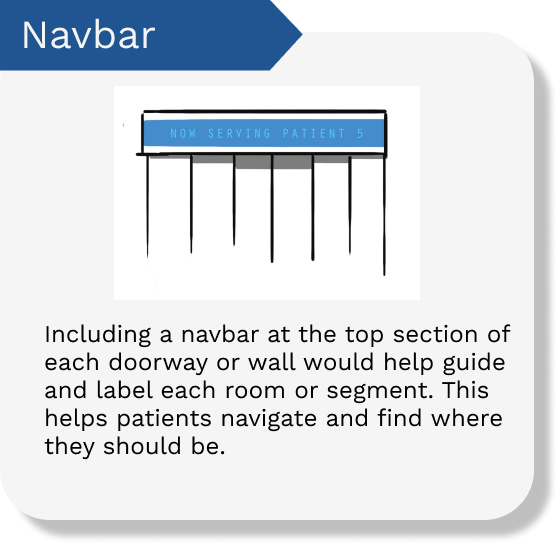 Navbar
NOW SERVING PATIENT 5
Including a navbar at the top section of
each doorway or wall would help guide
and label each room or segment. This
helps patients navigate and find where
they should be.